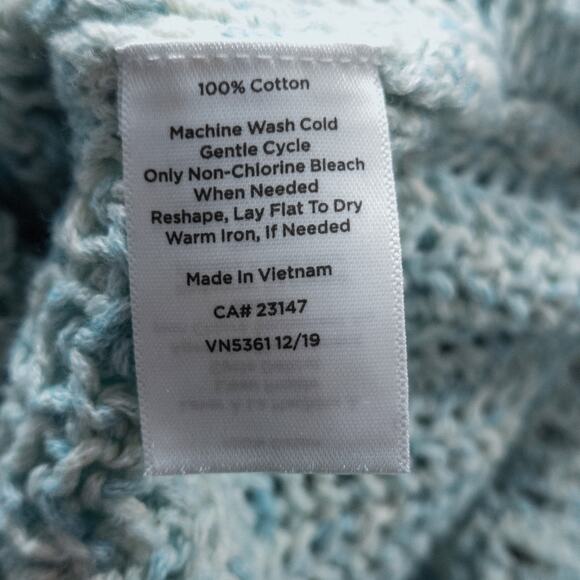 100% Cotton
Machine Wash Cold
Gentle Cycle
Only Non-Chlorine Bleach
When Needed
Reshape, Lay Flat To Dry
Warm Iron, If Needed
Made In Vietnam
CA# 23147
VN5361 12/19